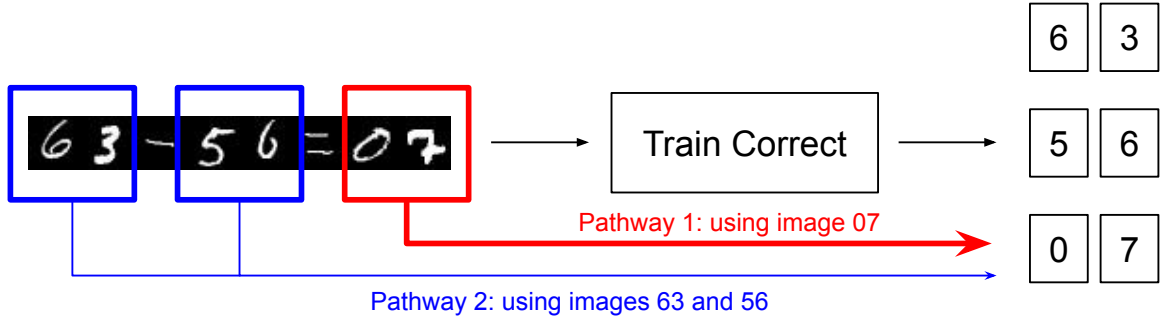 6 3
63-56=07
Train Correct
5 6
Pathway 1: using image 07
0 7
Pathway 2: using images 63 and 56